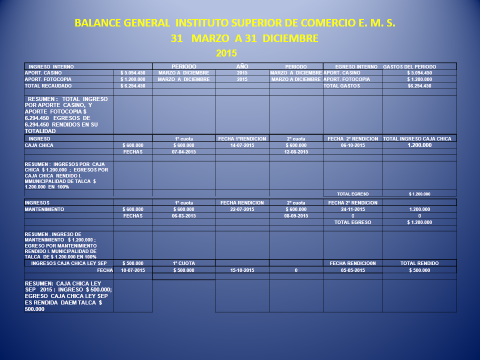 BALANCE GENERAL INSTITUTO SUPERIOR DE COMERCIO E. M. S.
31 MARZO A 31 DICIEMBRE
2015
INGRESO INTERNO PERIODO AÑO PERIODO EGRESO INTERNO GASTOS DEL PERIODO
APORT. CASINO $ 5.094.450 MARZO A DICIEMBRE 2015 MARZO A DICIEMBRE APORT. CASINO $ 5.094.450
APORT. FOTOCOPIA $ 1.200.000 MARZO A DICIEMBRE 2015 MARZO A DICIEMBRE APORT. FOTOCOPIA $ 1.200.000
TOTAL RECAUDADO $ 6.294.450 TOTAL GASTOS $6.294.450
RESUMEN : TOTAL INGRESO
POR APORTE CASINO, Y
APORTE FOTOCOPIA $
6.294.450 EGRESOS DE
6.294.450 RENDIDOS EN SU
TOTALIDAD
INGRESO 1ª cuota FECHA 1ªRENDICION 2ª cuota FECHA 2ª RENDICION TOTAL INGRESO CAJA CHICA
CAJA CHICA $ 600.000 $ 600.000 14-07-2015 $ 600.000 06-10-2015 1.200.000
FECHAS 07-04-2015 12-08-2015
RESUMEN : INGRESOS POR CAJA
CHICA $ 1.200.000 ; EGRESOS POR
CAJA CHICA RENDIDO I.
MMUNICIPALIDAD DE TALCA $
1.200.000 EN 100%
TOTAL EGRESO $ 1.200.000
INGRESOS 1ª cuota FECHA RENDICION 2ª cuota FECHA 2ª RENDICION
MANTENIMIENTO $ 600.000 $ 600.000 22-07-2015 $ 600.000 24-11-2015 1.200.000
FECHAS 06-03-2015 08-09-2015 0 0
TOTAL EGRESO $ 1.200.000
RESUMEN . INGRESO DE
MANTENIMIENTO $ 1.200.000 ;
EGRESO POR MANTENIMIENTO
RENDIDO I. MUNICIPALIDAD DE
TALCA DE $ 1.200.000 EN 100%
INGRESOS CAJA CHICA LEY SEP $ 500.000 1ª CUOTA FECHA RENDICION TOTAL RENDIDO
FECHA 10-07-2015 $ 500.000 15-10-2015 0 05-05-2015 $ 500.000
RESUMEN: CAJA CHICA LEY
SEP 2015 : INGRESO $ 500.000;
EGRESO CAJA CHICA LEY SEP
ES RENDIDA DAEM TALCA $
500.000